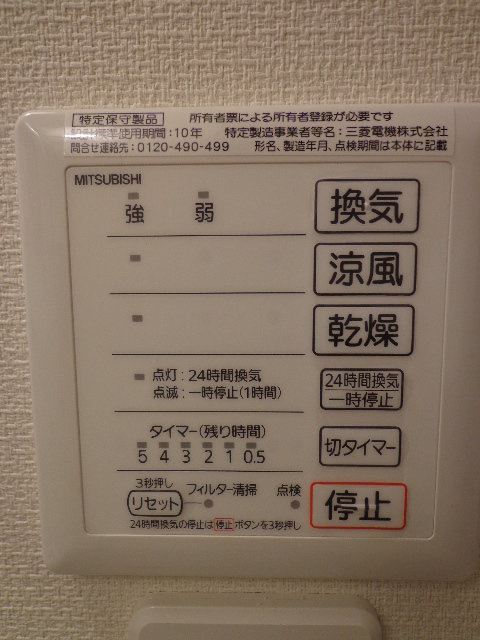 特定保守製品 所有者票による所有者登録が必要です
設計標準使用期間:10年 特定製造事業者等名:三菱電機株式会社
問合せ連絡先:0120-490-499 形名、製造年月、点検期間は本体に記載
MITSUBISHI
強 弱 換気
涼風
乾燥
点灯:24時間換気
点滅:一時停止(1時間)
24時間換気
一時停止
タイマー(残り時間)
5 4 3 2 1 0.5
切タイマー
3秒押し
リセット フィルター清掃 点検
停止
24時間換気の停止は停止ボタンを3秒押し